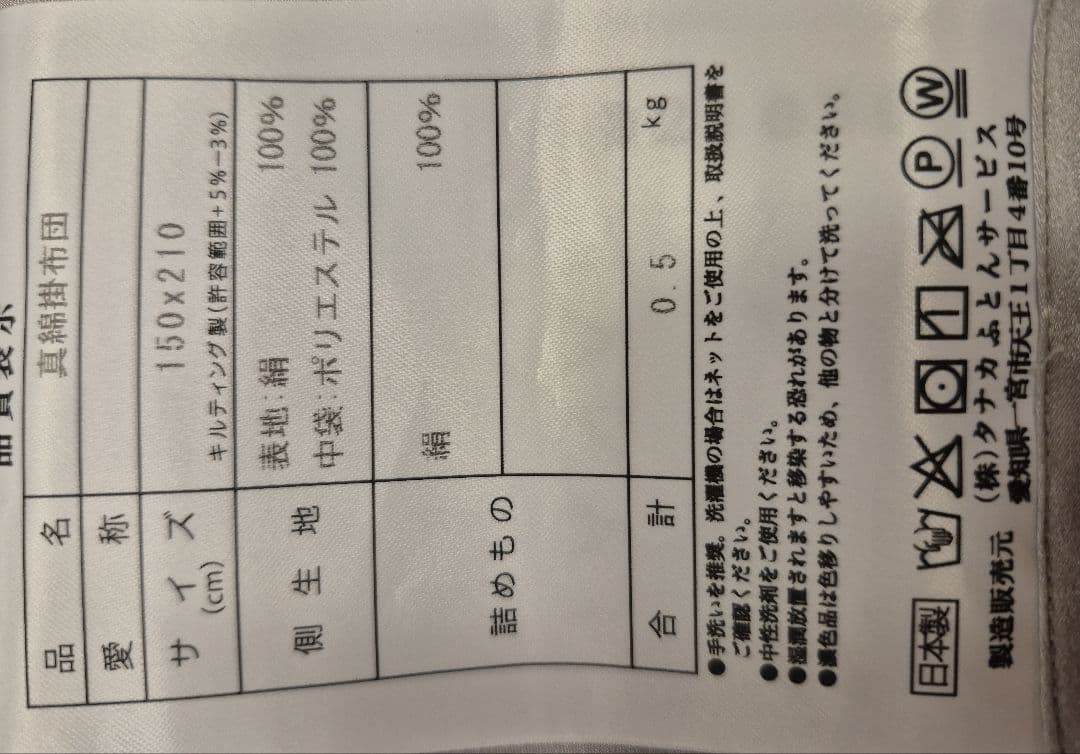 品質表示
品名 真綿掛布団
愛称
サイズ(cm) 150x210
キルティング製(許容範囲+5%-3%)
側生地 表地:絹 100%
中袋:ポリエステル 100%
詰めもの 絹 100%
合計 0.5 kg
●手洗いを推奨。洗濯機の場合はネットをご使用の上、取扱説明書を
ご確認ください。
●中性洗剤をご使用ください。
●湿潤放置されますと移染する恐れがあります。
●濃色品は色移りしやすいため、他の物と分けて洗ってください。
日本製
P W
製造販売元 (株)タナカふとんサービス
愛知県一宮市天王1丁目4番10号